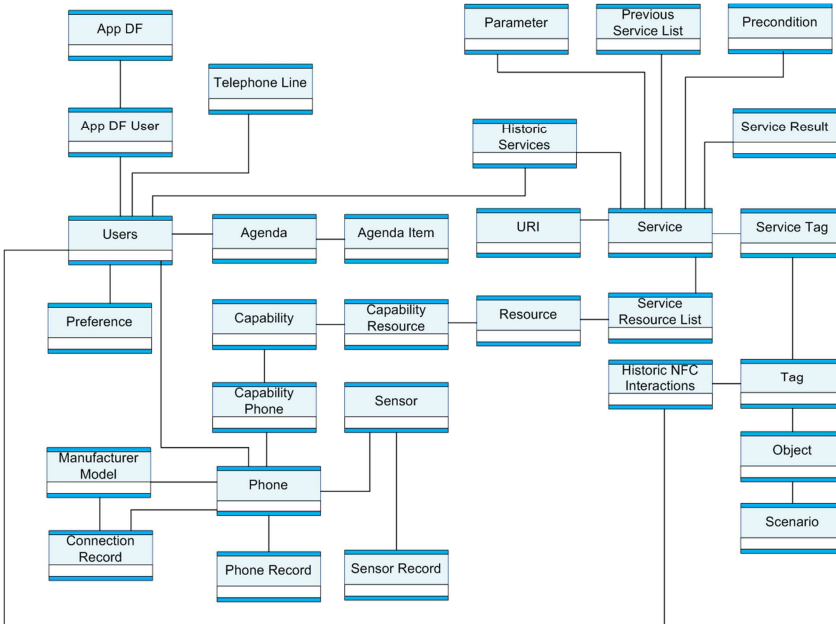 App DF
Parameter
Previous
Service List
Precondition
Telephone Line
App DF User
Historic
Services
Service Result
Users
Agenda
Agenda Item
URI
Service
Service Tag
Preference
Capability
Capability
Resource
Resource
Service
Resource List
Historic NFC
Interactions
Tag
Capability
Phone
Sensor
Object
Manufacturer
Model
Phone
Scenario
Connection
Record
Phone Record
Sensor Record